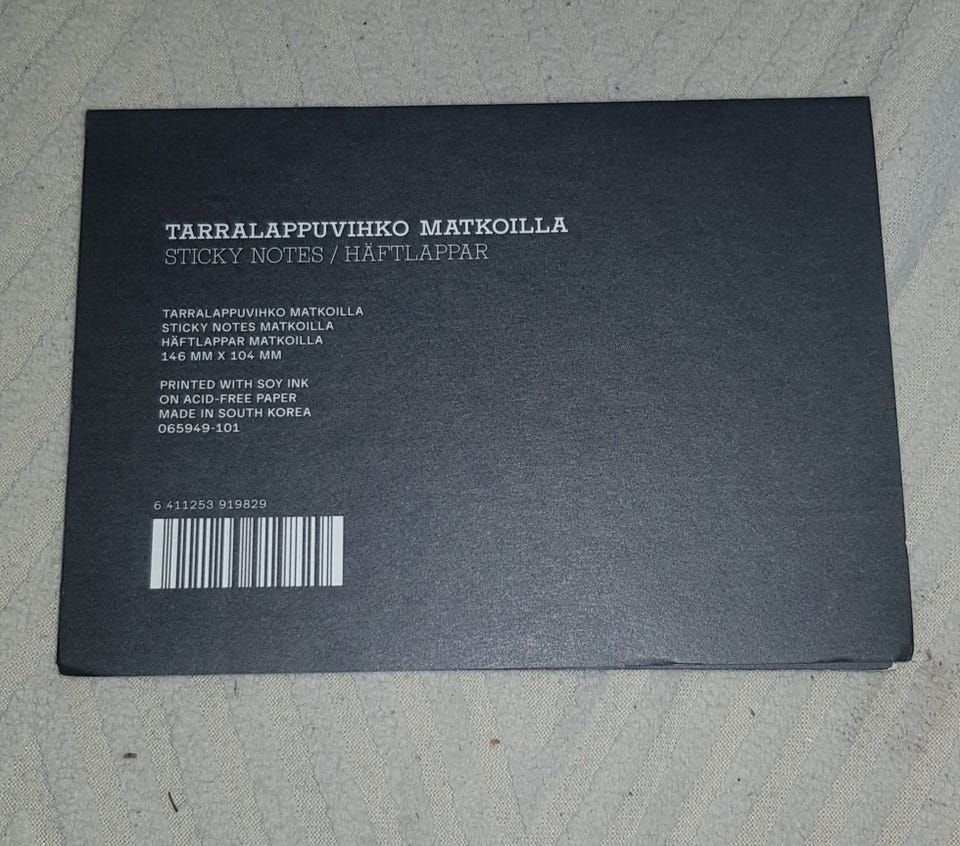 TARRALAPPUVIHKO MATKOILLA
STICKY NOTES / HÄFTLAPPAR
TARRALAPPUVIHKO MATKOILLA
STICKY NOTES MATKOILLA
HÄFTLAPPAR MATKOILLA
146 MM X 104 MM
PRINTED WITH SOY INK
ON ACID-FREE PAPER
MADE IN SOUTH KOREA
065949-101
6 411253 919829